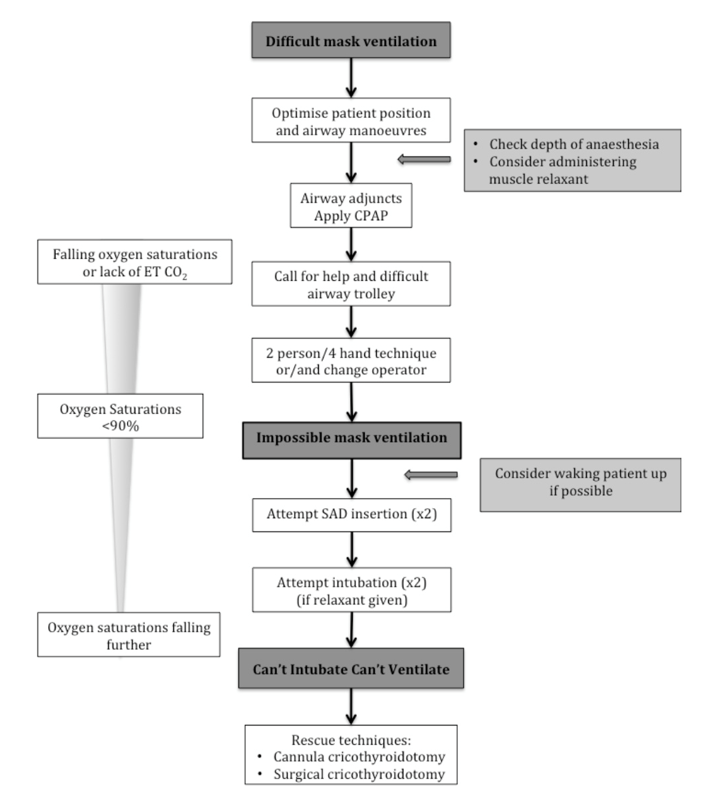 Difficult mask ventilation
Optimise patient position
and airway manoeuvres
• Check depth of anaesthesia
• Consider administering
muscle relaxant
Airway adjuncts
Apply CPAP
Falling oxygen saturations
or lack of ET CO₂
Call for help and difficult
airway trolley
2 person/4 hand technique
or/and change operator
Oxygen Saturations
<90%
Impossible mask ventilation
Consider waking patient up
if possible
Attempt SAD insertion (x2)
Attempt intubation (x2)
(if relaxant given)
Oxygen saturations falling
further
Can't Intubate Can't Ventilate
Rescue techniques:
• Cannula cricothyroidotomy
• Surgical cricothyroidotomy